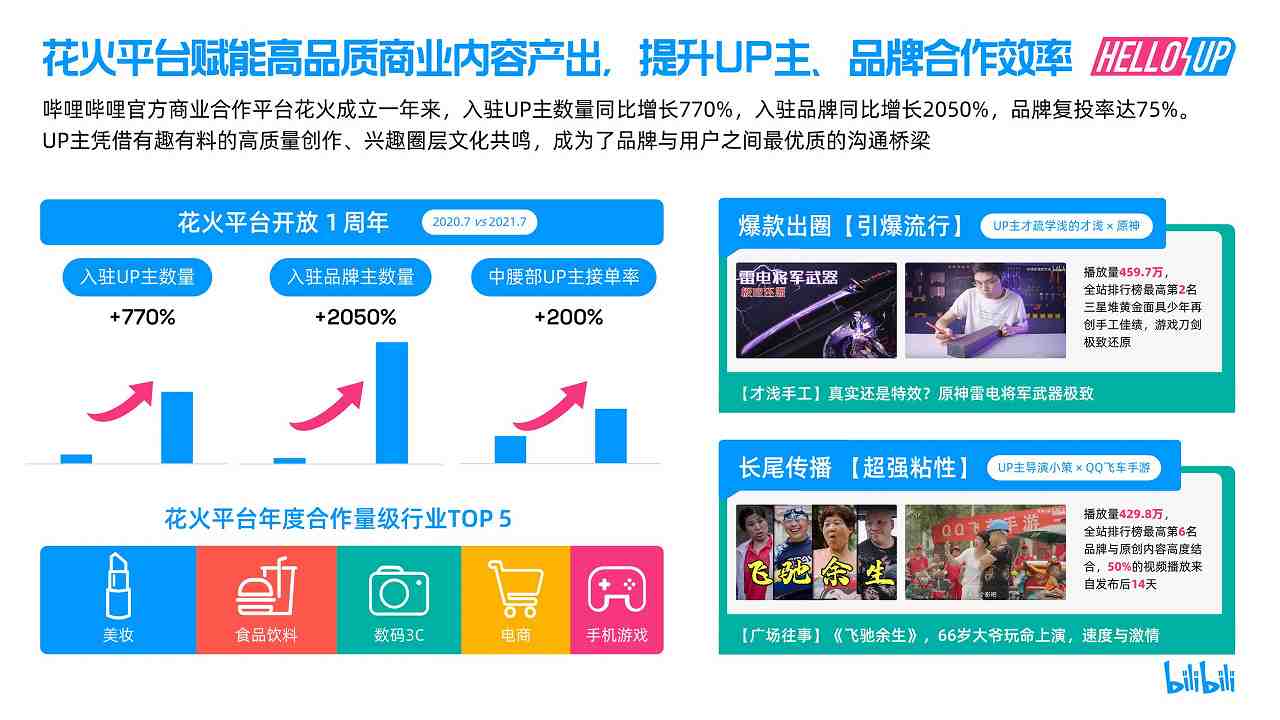 花火平台赋能高品质商业内容产出，提升UP主、品牌合作效率
HELLO UP
哔哩哔哩官方商业合作平台花火成立一年来，入驻UP主数量同比增长770%，入驻品牌同比增长2050%，品牌复投率达75%。
UP主凭借有趣有料的高质量创作、兴趣圈层文化共鸣，成为了品牌与用户之间最优质的沟通桥梁
花火平台开放1周年
2020.7 vs 2021.7
入驻UP主数量
入驻品牌主数量
中腰部UP主接单率
+770%
+2050%
+200%
花火平台年度合作量级行业TOP 5
美妆
食品饮料
数码3C
电商
手机游戏
爆款出圈【引爆流行】
UP主才疏学浅的才浅 × 原神
雷电将军武器
极致还原
播放量459.7万，
全站排行榜最高第2名
三星堆黄金面具少年再
创手工佳绩，游戏刀剑
极致还原
【才浅手工】真实还是特效？原神雷电将军武器极致
长尾传播 【超强粘性】
UP主导演小策 × QQ飞车手游
飞驰余生
QQ飞车手游
播放量429.8万，
全站排行榜最高第6名
品牌与原创内容高度结
合，50%的视频播放来
自发布后14天
【广场往事】《飞驰余生》，66岁大爷玩命上演，速度与激情
bilibili